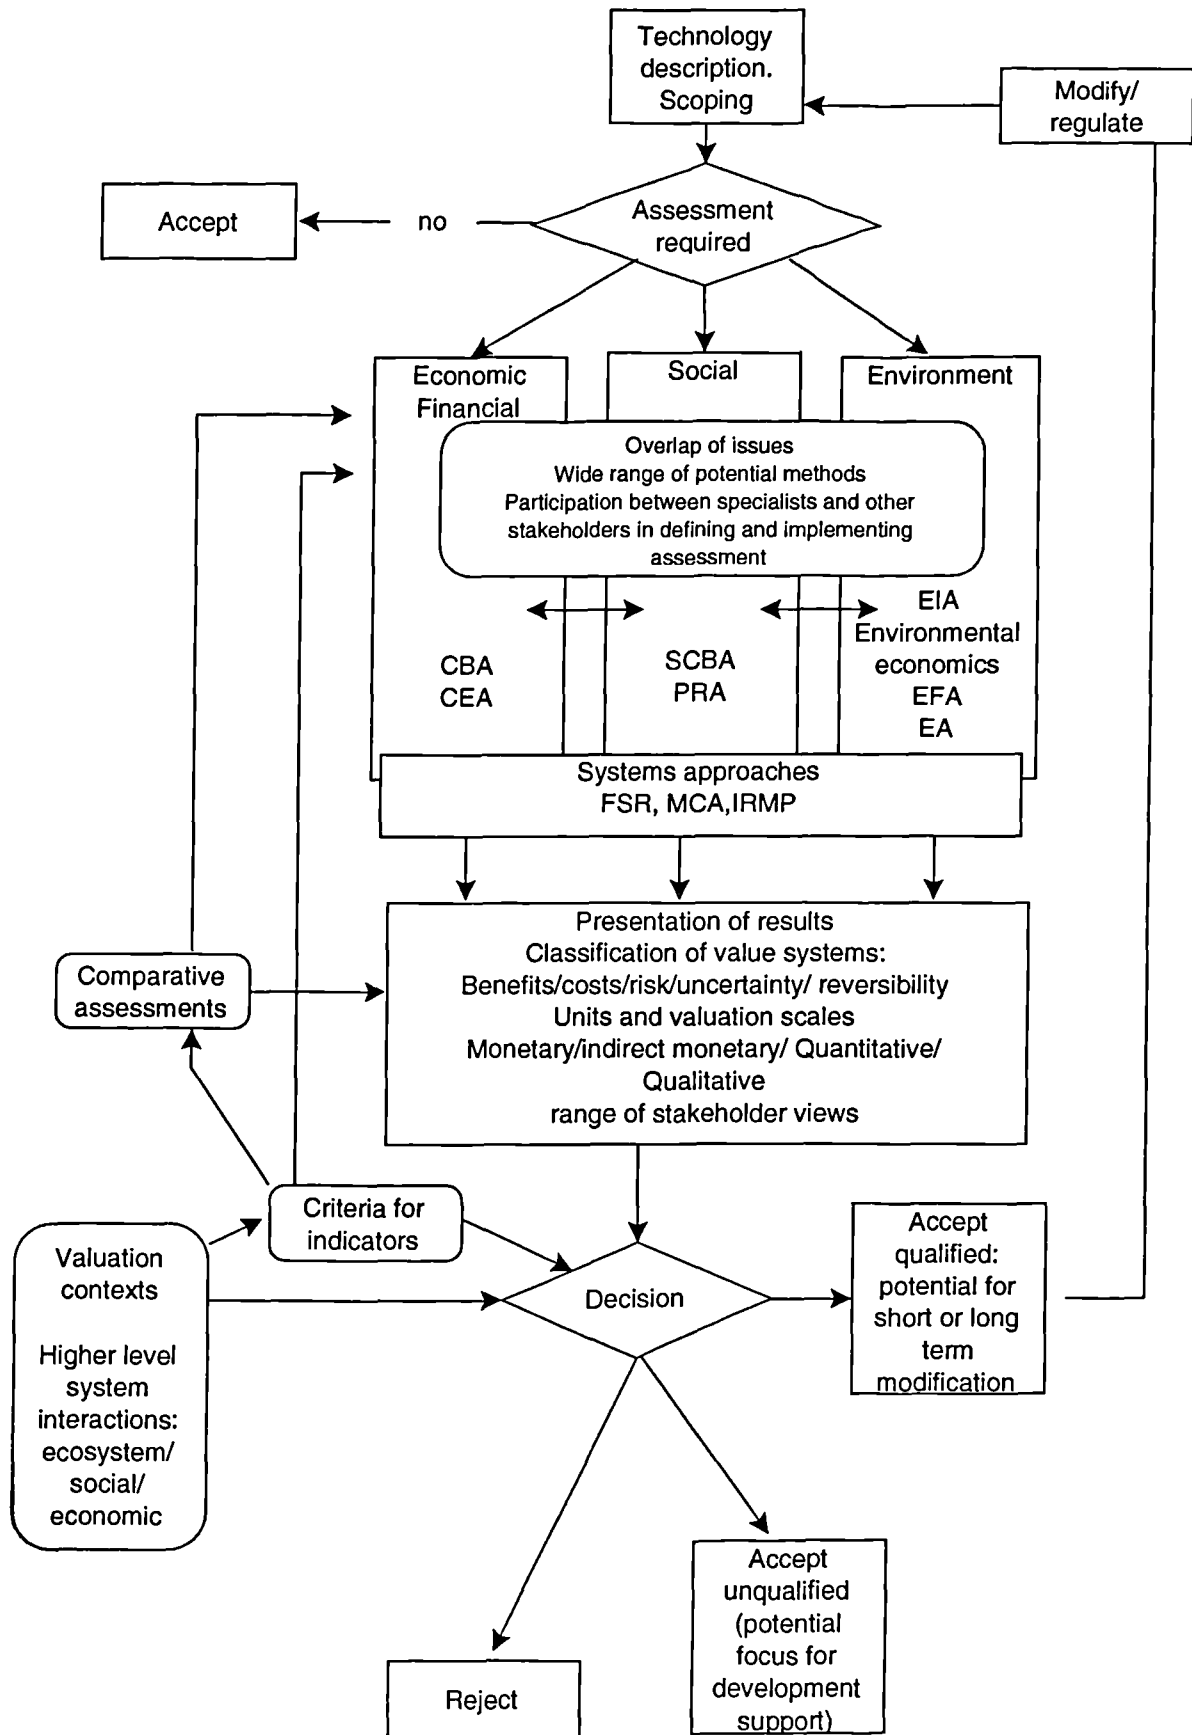 Technology
description.
Scoping
Modify/
regulate
Accept
no
Assessment
required
Economic
Financial
Social
Environment
Overlap of issues
Wide range of potential methods
Participation between specialists and other
stakeholders in defining and implementing
assessment
CBA
CEA
SCBA
PRA
EIA
Environmental
economics
EFA
EA
Systems approaches
FSR, MCA,IRMP
Presentation of results
Classification of value systems:
Benefits/costs/risk/uncertainty/ reversibility
Units and valuation scales
Monetary/indirect monetary/ Quantitative/
Qualitative
range of stakeholder views
Comparative
assessments
Criteria for
indicators
Valuation
contexts
Higher level
system
interactions:
ecosystem/
social/
economic
Decision
Accept
qualified:
potential for
short or long
term
modification
Reject
Accept
unqualified
(potential
focus for
development
support)